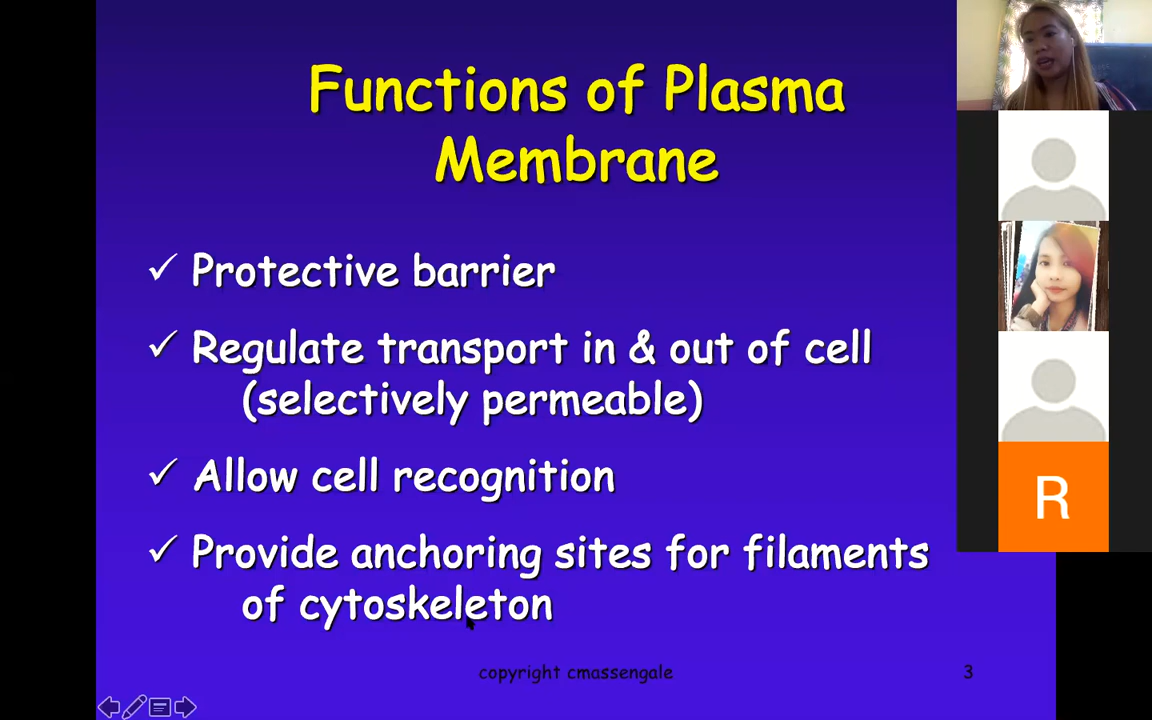 Functions of Plasma
Membrane
✓ Protective barrier
✓ Regulate transport in & out of cell
(selectively permeable)
✓ Allow cell recognition
✓ Provide anchoring sites for filaments
of cytoskeleton
copyright cmassengale
3
R